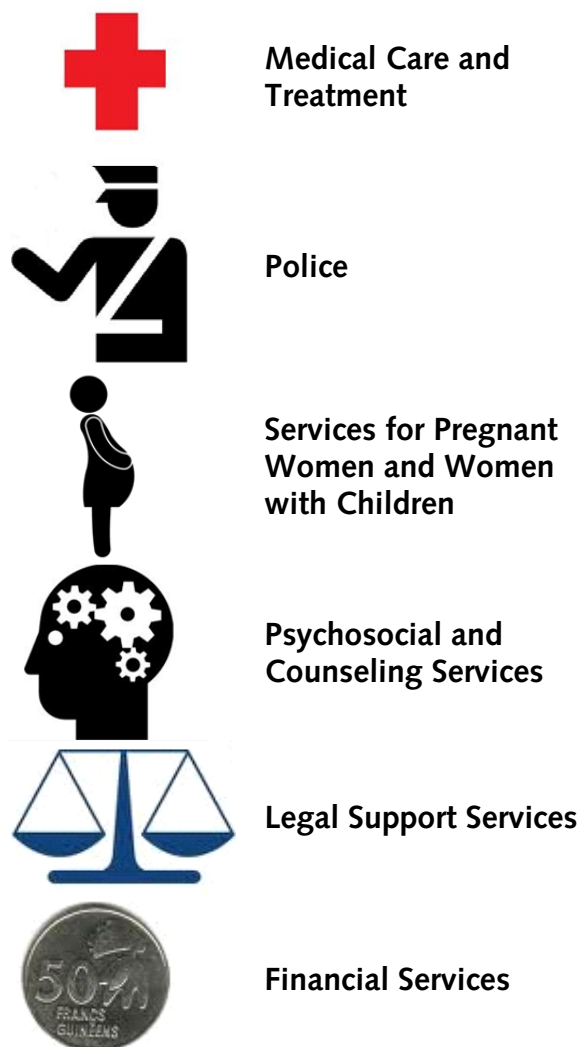 Medical Care and
Treatment
Police
Services for Pregnant
Women and Women
with Children
Psychosocial and
Counseling Services
Legal Support Services
50
FRANCS
GUINÉENS
Financial Services